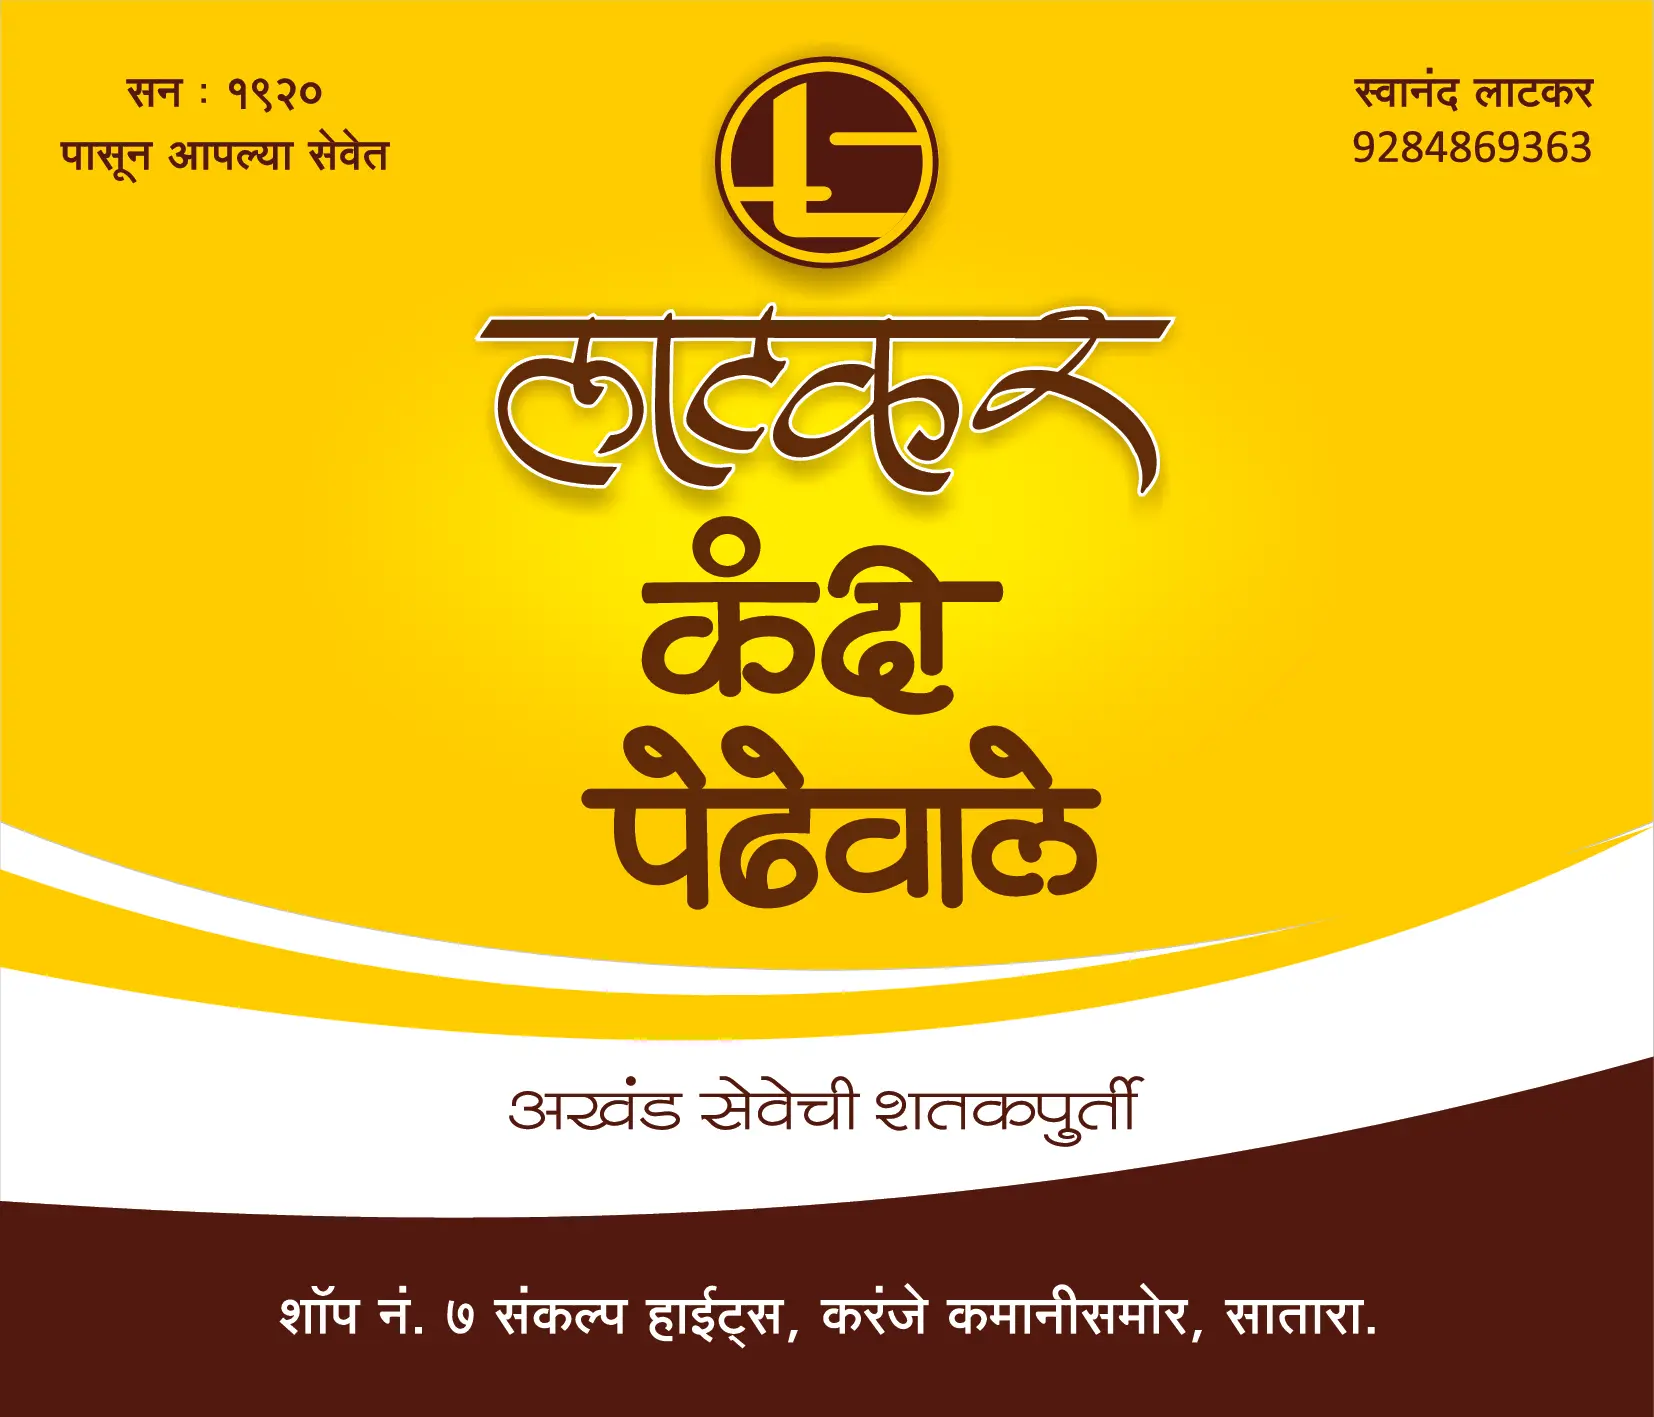 सन : १९२०
पासून आपल्या सेवेत
स्वानंद लाटकर
9284869363
लाटकर
कंदी
पेढेवाले
अखंड सेवेची शतकपुर्ती
शॉप नं. ७ संकल्प हाईट्स, करंजे कमानीसमोर, सातारा.